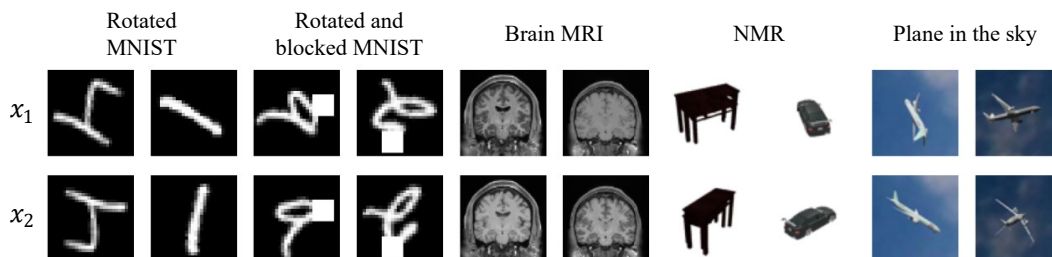 Rotated
MNIST
Rotated and
blocked MNIST
Brain MRI
NMR
Plane in the sky
x₁
x₂